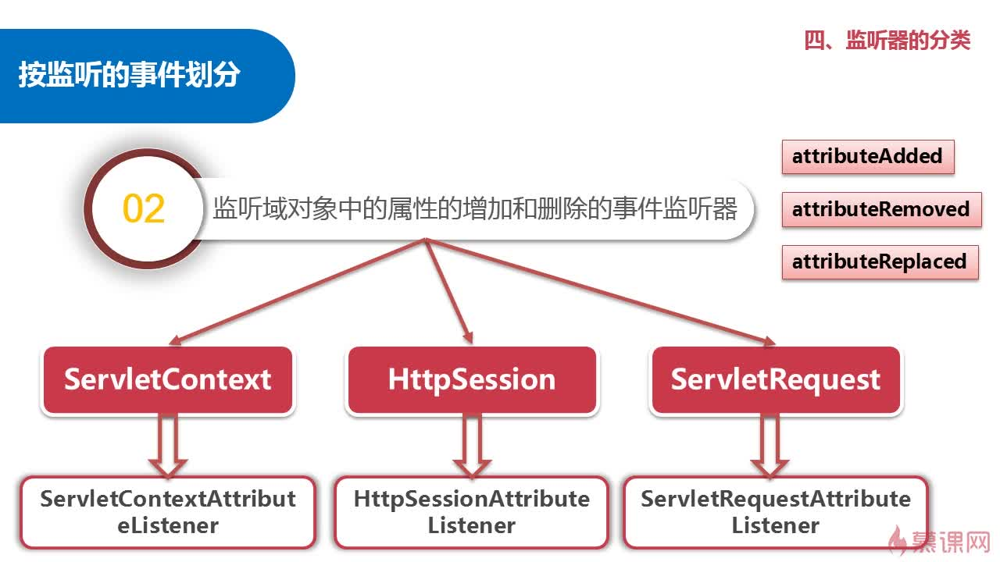 四、监听器的分类
按监听的事件划分
02
监听域对象中的属性的增加和删除的事件监听器
attributeAdded
attributeRemoved
attributeReplaced
ServletContext
HttpSession
ServletRequest
ServletContextAttribut
eListener
HttpSessionAttribute
Listener
ServletRequestAttribute
Listener
慕课网